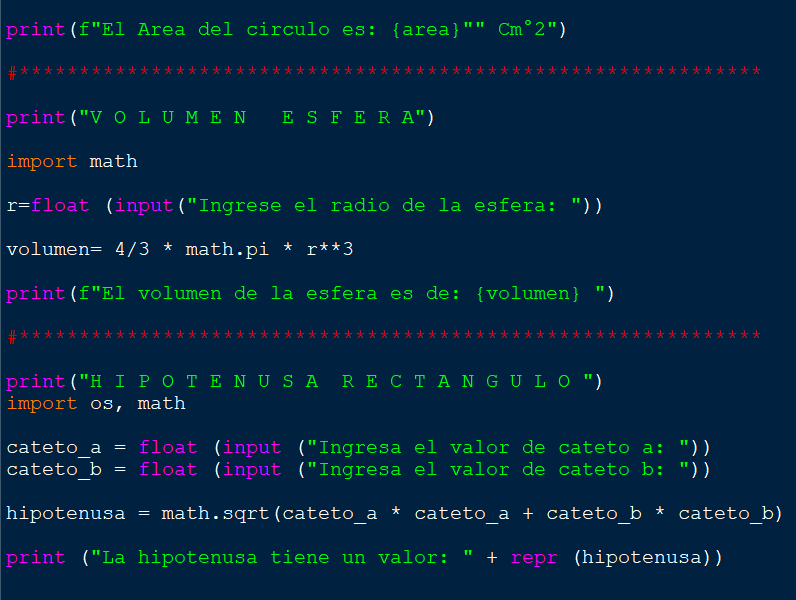 print(f"El Area del circulo es: {area}"" Cm°2")
#**************************************************************
print("V O L U M E N   E S F E R A")
import math
r=float (input("Ingrese el radio de la esfera: "))
volumen= 4/3 * math.pi * r**3
print(f"El volumen de la esfera es de: {volumen} ")
#**************************************************************
print("H I P O T E N U S A  R E C T A N G U L O ")
import os, math
cateto_a = float (input ("Ingresa el valor de cateto a: "))
cateto_b = float (input ("Ingresa el valor de cateto b: "))
hipotenusa = math.sqrt(cateto_a * cateto_a + cateto_b * cateto_b)
print ("La hipotenusa tiene un valor: " + repr (hipotenusa))